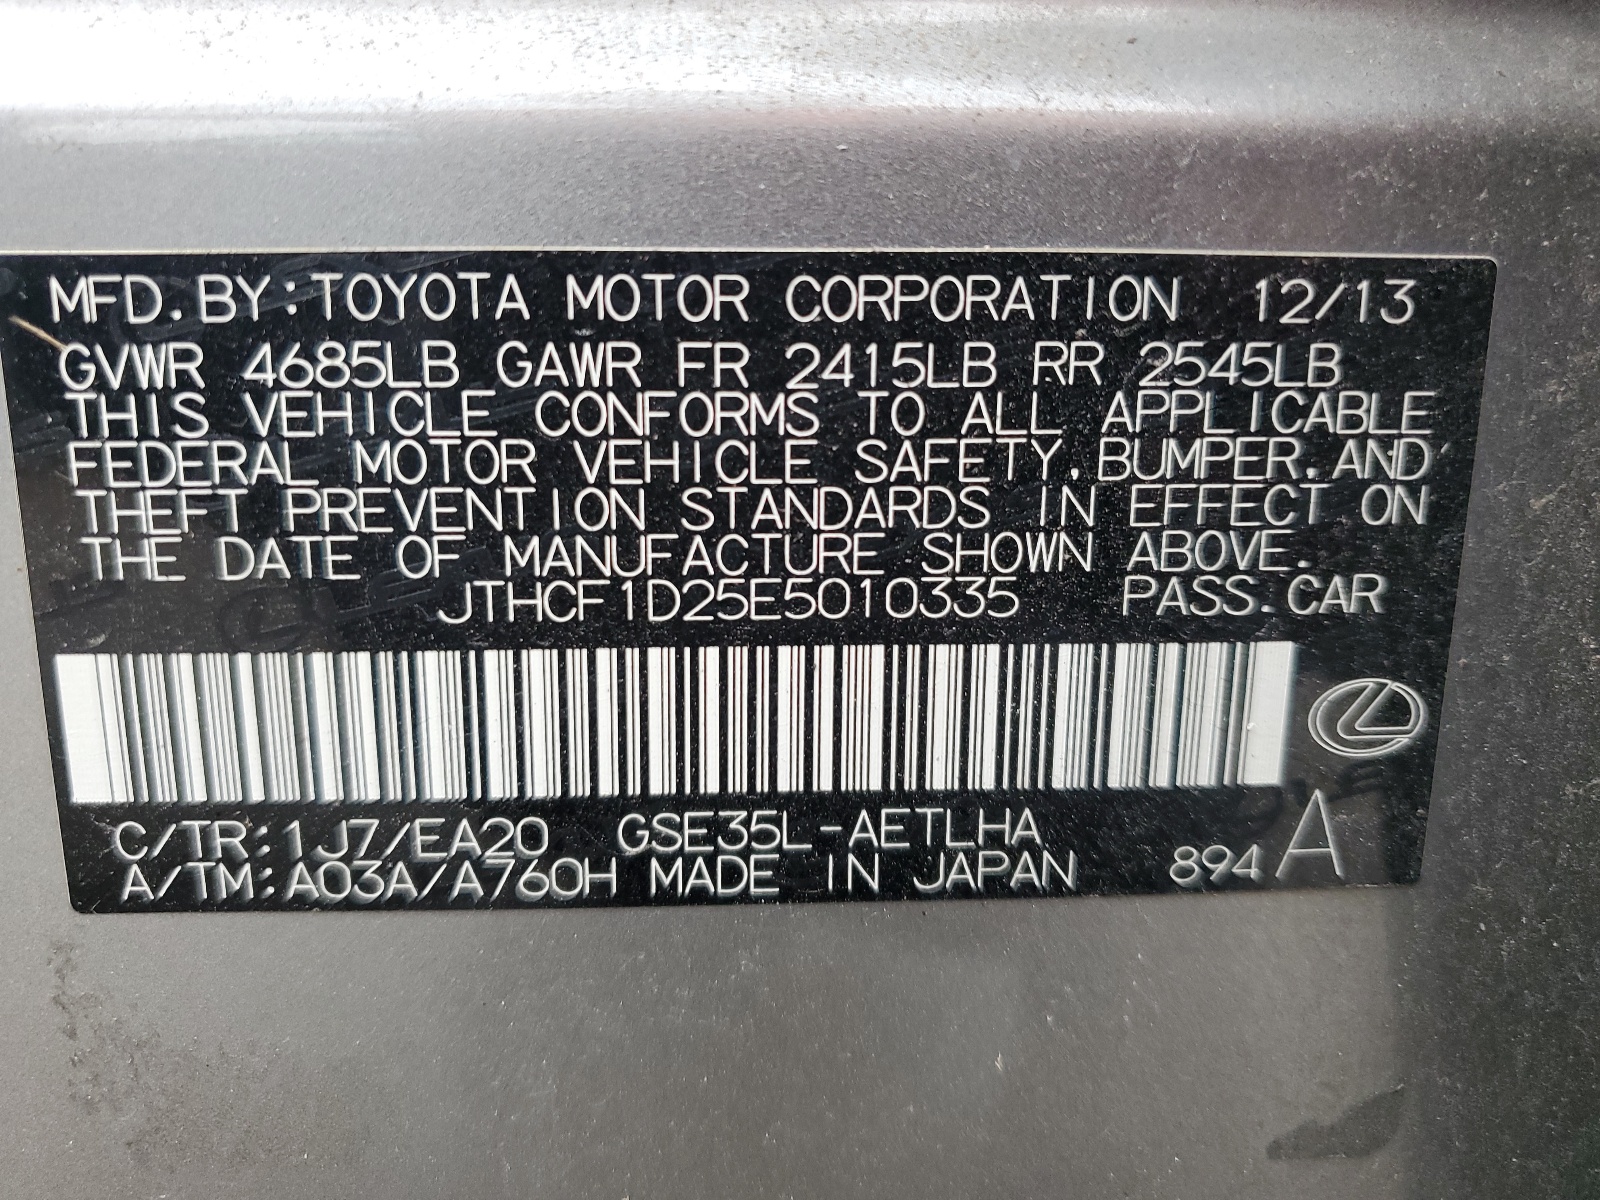 MFD. BY: TOYOTA MOTOR CORPORATION 12/13
GVWR 4685LB GAWR FR 2415LB RR 2545LB
THIS VEHICLE CONFORMS TO ALL APPLICABLE
FEDERAL MOTOR VEHICLE SAFETY, BUMPER, AND
THEFT PREVENTION STANDARDS IN EFFECT ON
THE DATE OF MANUFACTURE SHOWN ABOVE.
JTHCF1D25E5010335 PASS. CAR
C/TR: 1J7/EA20 GSE35L-AETLHA
A/TM: A03A/A760H MADE IN JAPAN 894 A